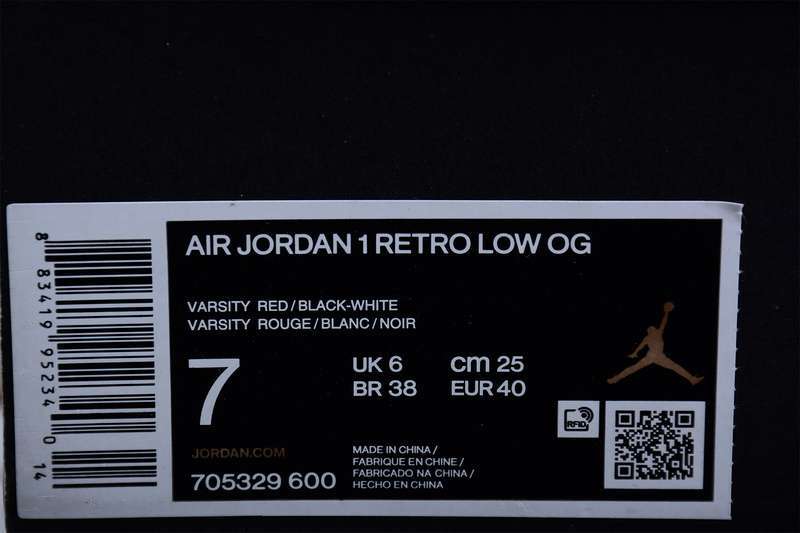 AIR JORDAN 1 RETRO LOW OG
VARSITY RED/BLACK-WHITE
VARSITY ROUGE/BLANC/NOIR
7
UK 6
cm 25
BR 38
EUR 40
RFID
JORDAN.COM
705329 600
MADE IN CHINA /
FABRIQUE EN CHINE /
FABRICADO NA CHINA /
HECHO EN CHINA
8 83419 95234 0 14